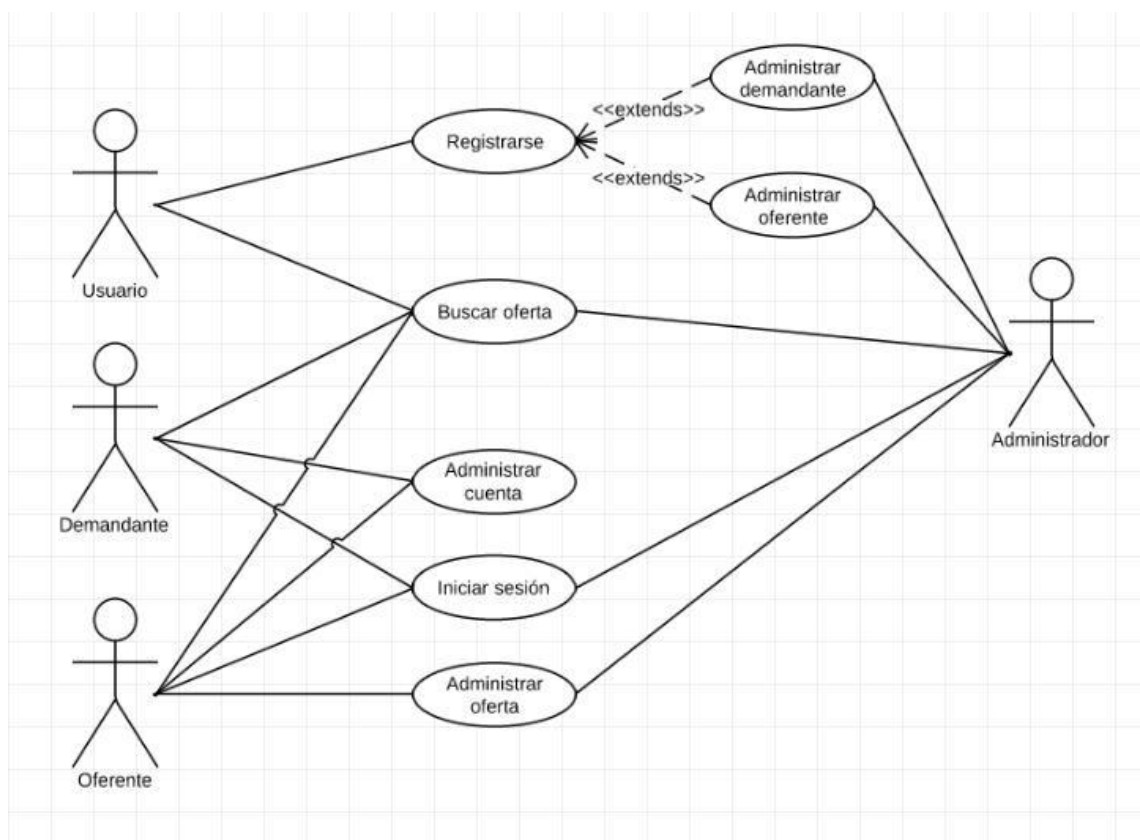 Administrar
demandante
<<extends>>
Registrarse
<<extends>>
Administrar
oferente
Usuario
Buscar oferta
Administrador
Administrar
cuenta
Demandante
Iniciar sesión
Administrar
oferta
Oferente